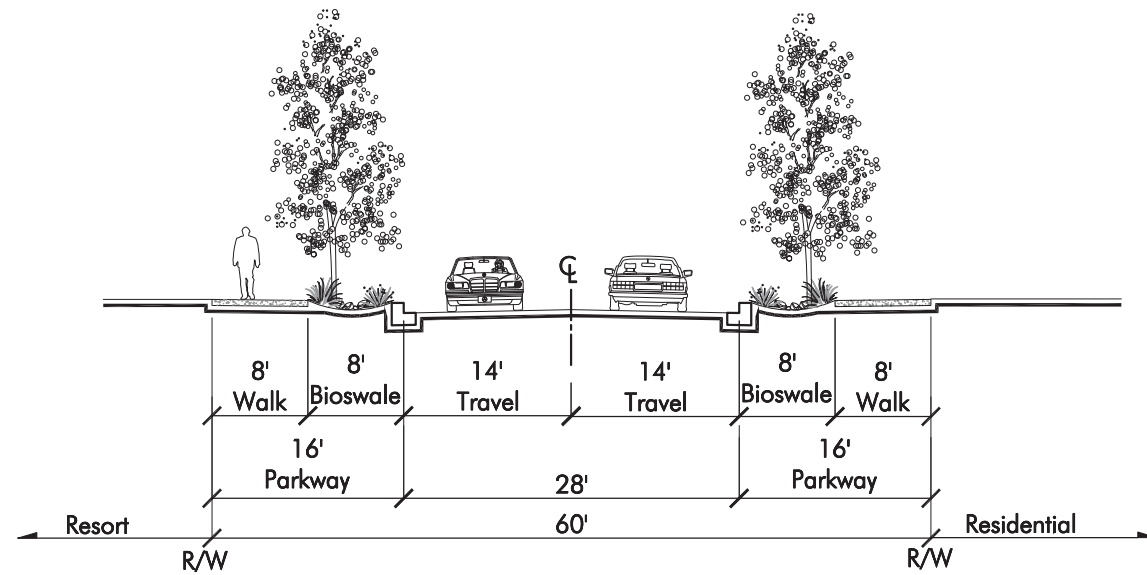 ℄
8'
Walk
8'
Bioswale
14'
Travel
14'
Travel
8'
Bioswale
8'
Walk
16'
Parkway
28'
16'
Parkway
Resort
60'
Residential
R/W
R/W